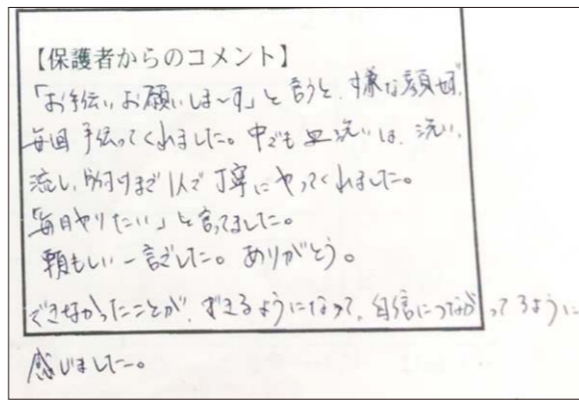 【保護者からのコメント】
「お手伝いお願いしま～す」と言うと、嫌な顔せず、
毎回手伝ってくれました。中でも皿洗いは、洗い、
流し、片付けまで1人で丁寧にやってくれました。
「毎日やりたい」と言ってました。
頼もしい一言でした。ありがとう。
できなかったことが、できるようになって、自信につながってるように
感じました。